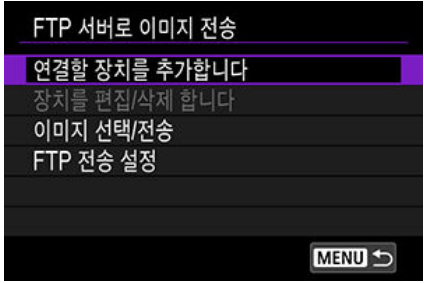 FTP 서버로 이미지 전송
연결할 장치를 추가합니다
장치를 편집/삭제 합니다
이미지 선택/전송
FTP 전송 설정
MENU